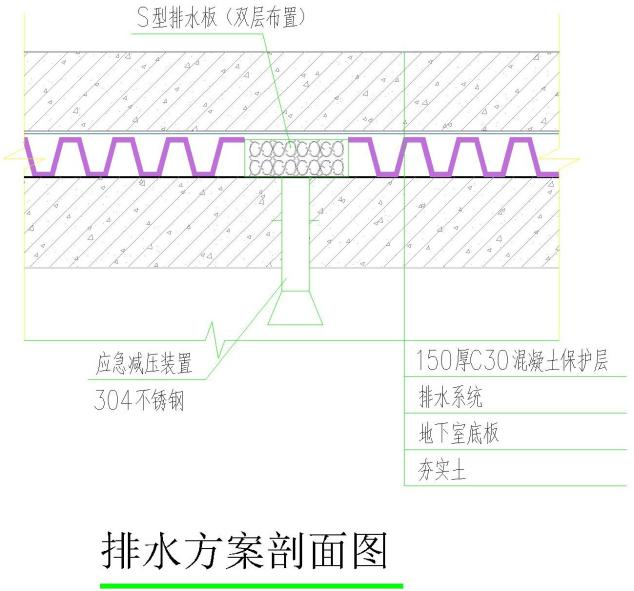 S型排水板（双层布置）
应急减压装置
304不锈钢
150厚C30混凝土保护层
排水系统
地下室底板
夯实土
排水方案剖面图